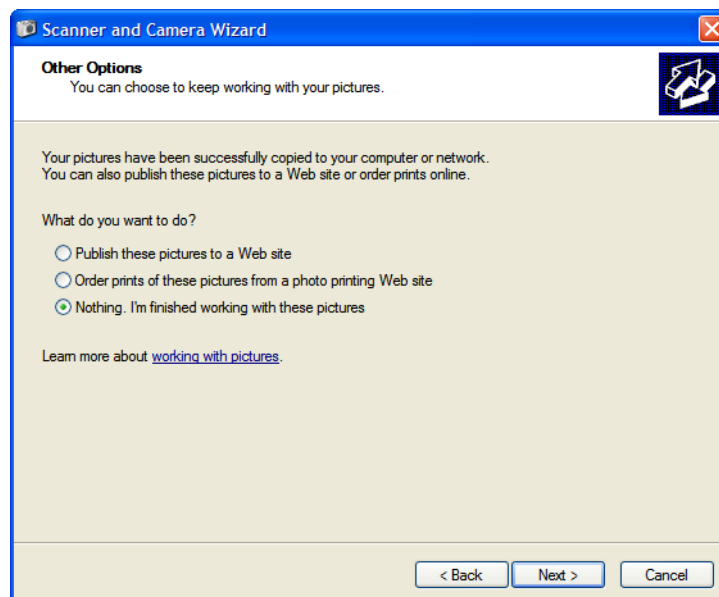 Scanner and Camera Wizard
Other Options
You can choose to keep working with your pictures.
Your pictures have been successfully copied to your computer or network.
You can also publish these pictures to a Web site or order prints online.
What do you want to do?
Publish these pictures to a Web site
Order prints of these pictures from a photo printing Web site
Nothing. I'm finished working with these pictures
Learn more about working with pictures.
< Back Next > Cancel